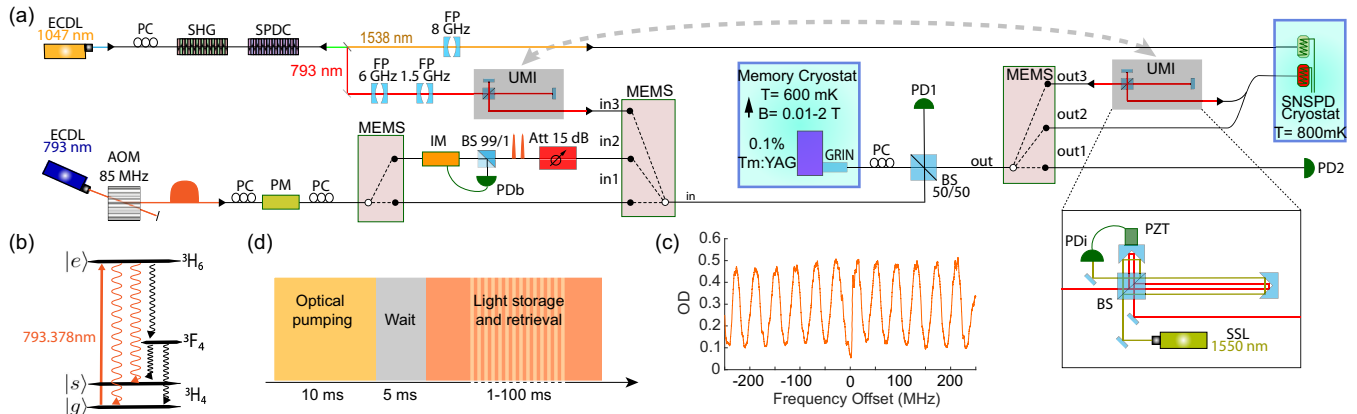 (a)
ECDL
1047 nm
PC
SHG
SPDC
1538 nm
FP
8 GHz
793 nm
FP
6 GHz
FP
1.5 GHz
UMI
MEMS
in3
in2
in1
in
ECDL
793 nm
AOM
85 MHz
PC
PM
PC
MEMS
IM
BS 99/1
Att 15 dB
PDb
Memory Cryostat
T= 600 mK
B= 0.01-2 T
0.1%
Tm:YAG
GRIN
PC
PD1
BS
50/50
out
MEMS
out3
out2
out1
UMI
SNSPD
Cryostat
T= 800mK
PD2
PDi
PZT
BS
SSL
1550 nm
(b)
|e⟩
³H₆
793.378nm
³F₄
|s⟩
³H₄
|g⟩
(d)
Optical
pumping
Wait
Light storage
and retrieval
10 ms
5 ms
1-100 ms
(c)
OD
0.6
0.5
0.4
0.3
0.2
0.1
0
-250
-100
0
100
250
Frequency Offset (MHz)